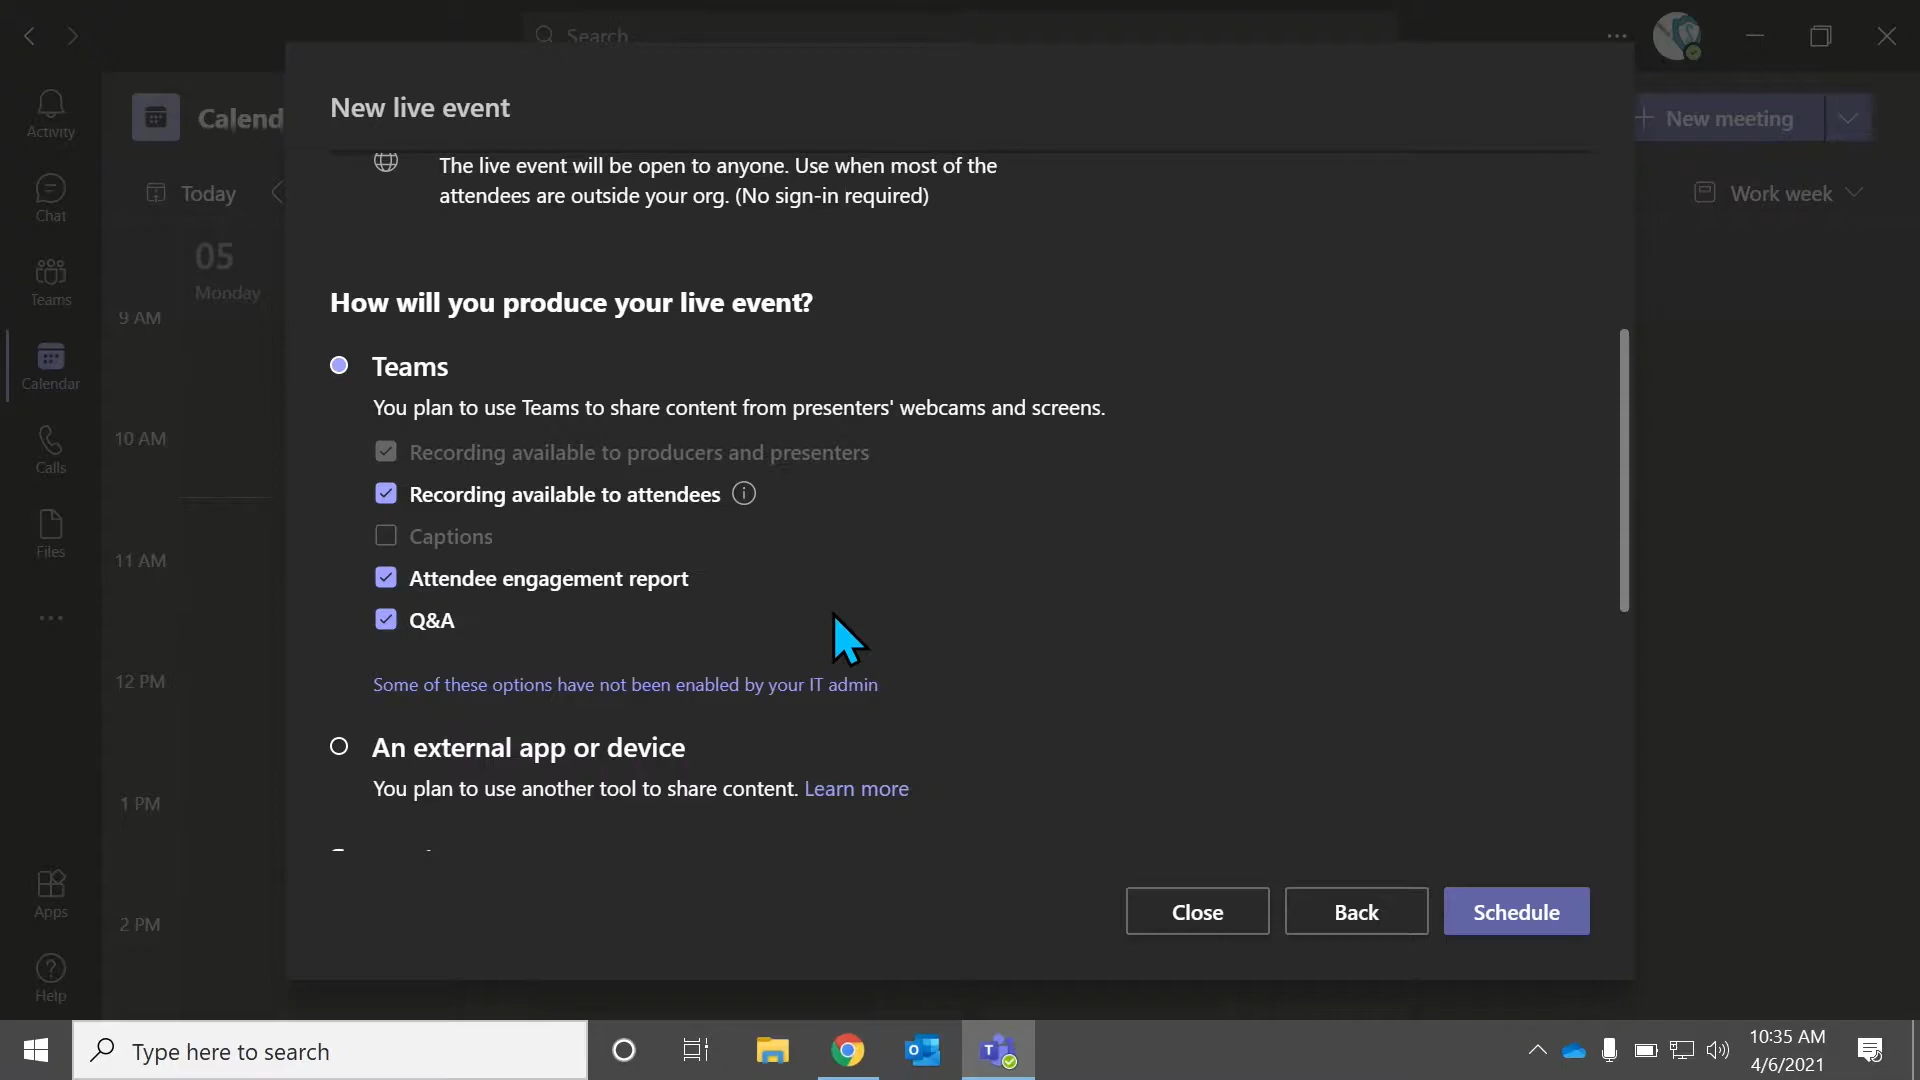 Search
Activity
Calend
New live event
New meeting
The live event will be open to anyone. Use when most of the
attendees are outside your org. (No sign-in required)
Chat
Today
Work week
05
Monday
Teams
9 AM
How will you produce your live event?
Teams
Calendar
You plan to use Teams to share content from presenters' webcams and screens.
10 AM
Recording available to producers and presenters
Calls
Recording available to attendees
Captions
Files
11 AM
Attendee engagement report
Q&A
12 PM
Some of these options have not been enabled by your IT admin
An external app or device
You plan to use another tool to share content. Learn more
1 PM
Apps
2 PM
Close
Back
Schedule
Help
Type here to search
10:35 AM
4/6/2021